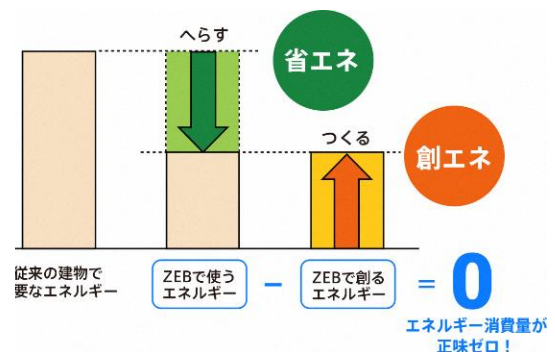 へらす
省エネ
つくる
創エネ
従来の建物で
要なエネルギー
ZEBで使う
エネルギー
−
ZEBで創る
エネルギー
= 0
エネルギー消費量が
正味ゼロ！